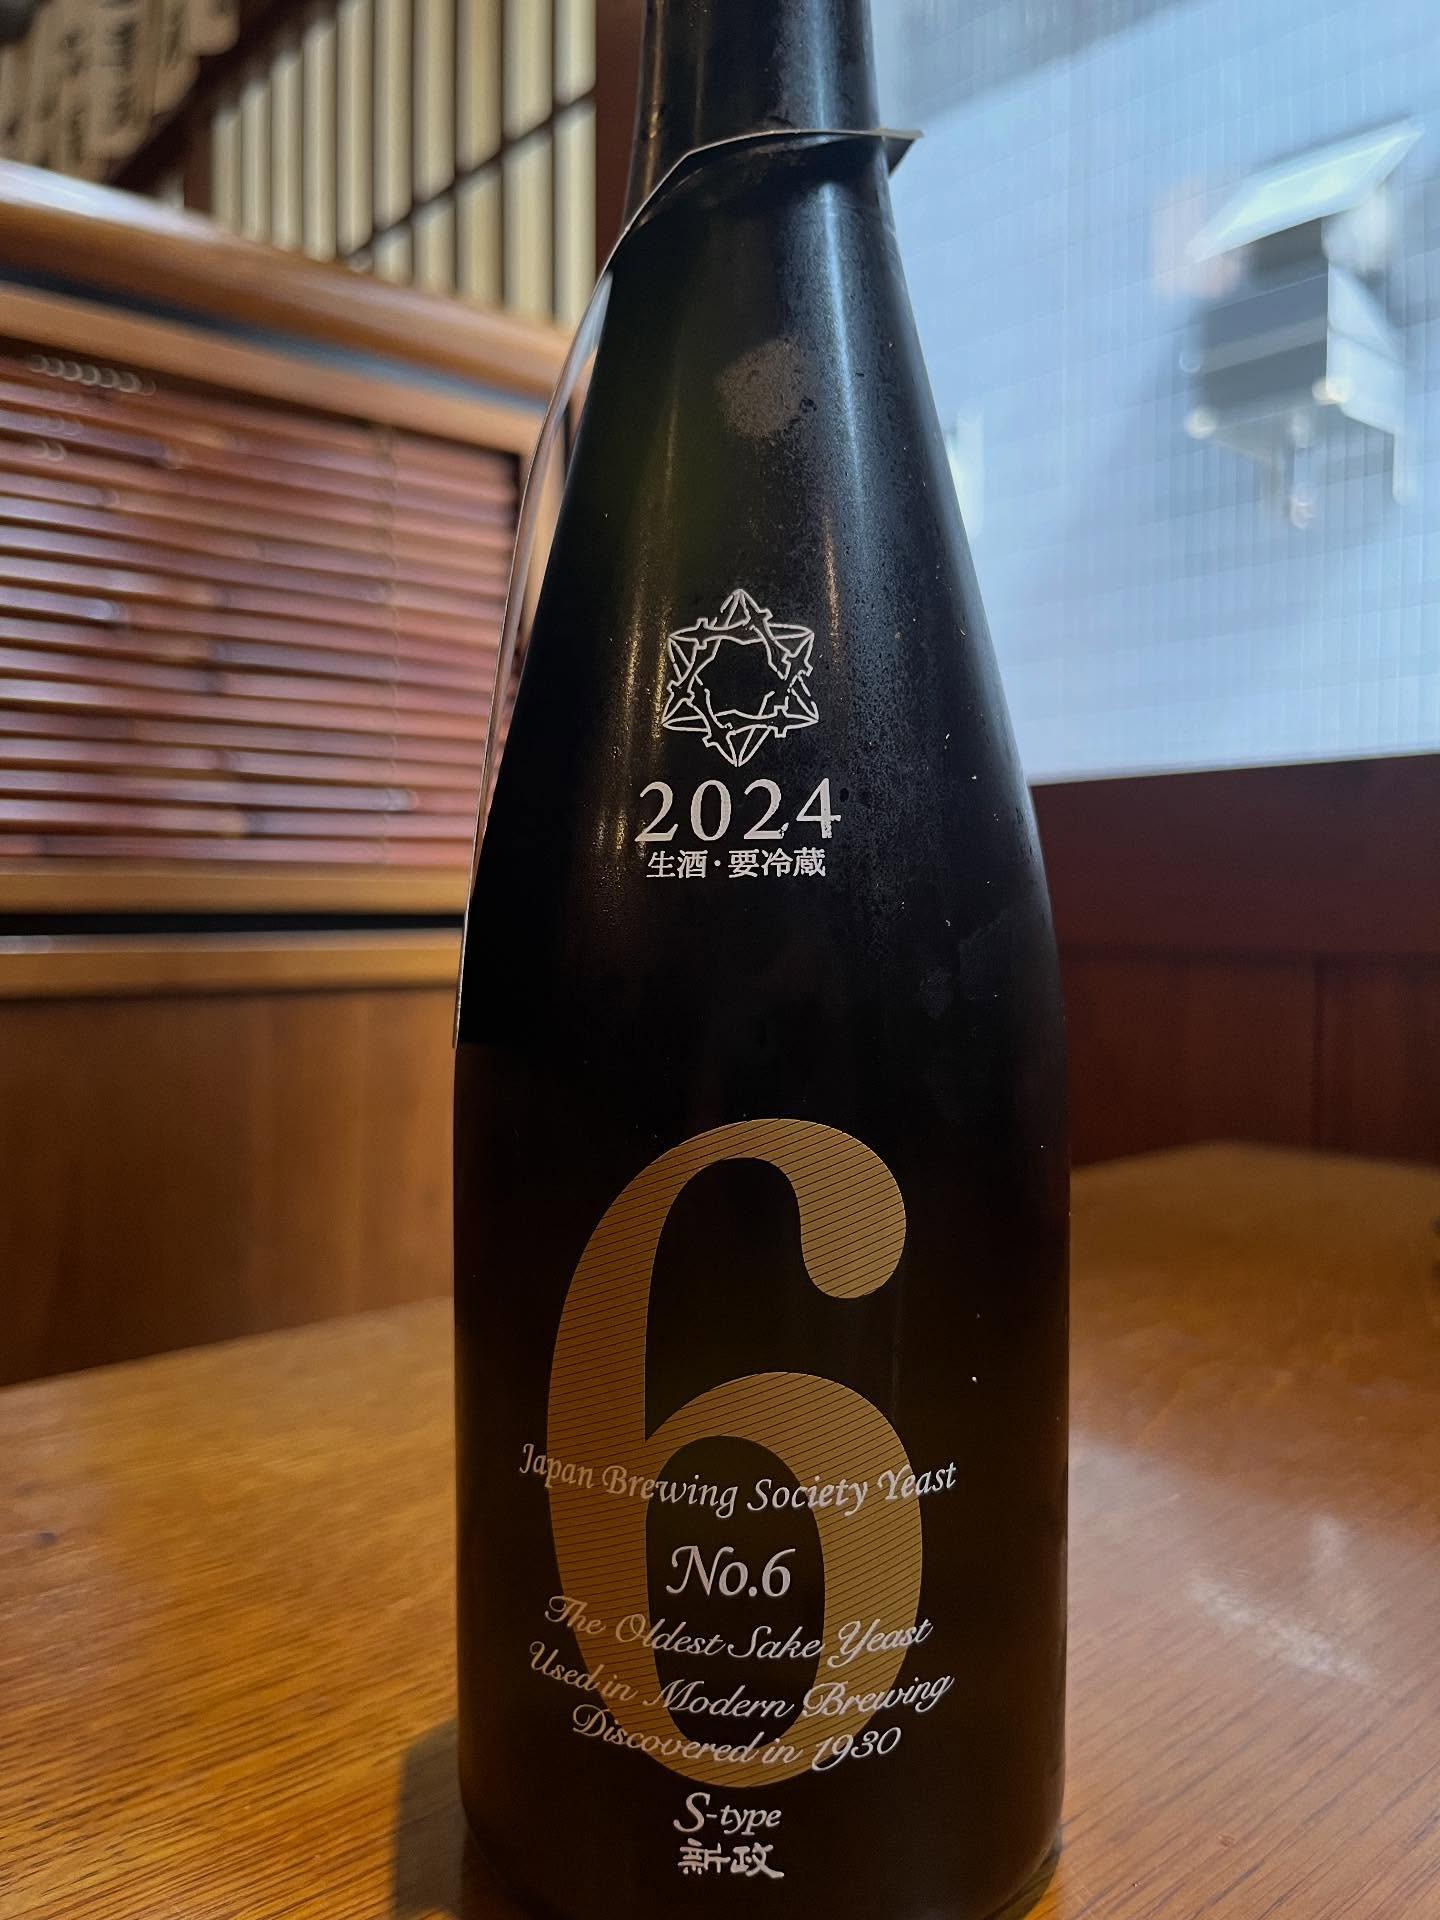 2024
生酒・要冷蔵
6
Japan Brewing Society Yeast
No.6
The Oldest Sake Yeast
Used in Modern Brewing
Discovered in 1930
S-type
新政